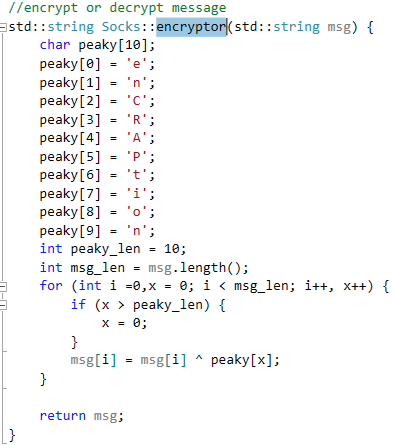 //encrypt or decrypt message
std::string Socks::encryptor(std::string msg) {
char peaky[10];
peaky[0] = 'e';
peaky[1] = 'n';
peaky[2] = 'C';
peaky[3] = 'R';
peaky[4] = 'A';
peaky[5] = 'P';
peaky[6] = 't';
peaky[7] = 'i';
peaky[8] = 'o';
peaky[9] = 'n';
int peaky_len = 10;
int msg_len = msg.length();
for (int i =0,x = 0; i < msg_len; i++, x++) {
if (x > peaky_len) {
x = 0;
}
msg[i] = msg[i] ^ peaky[x];
}
return msg;
}